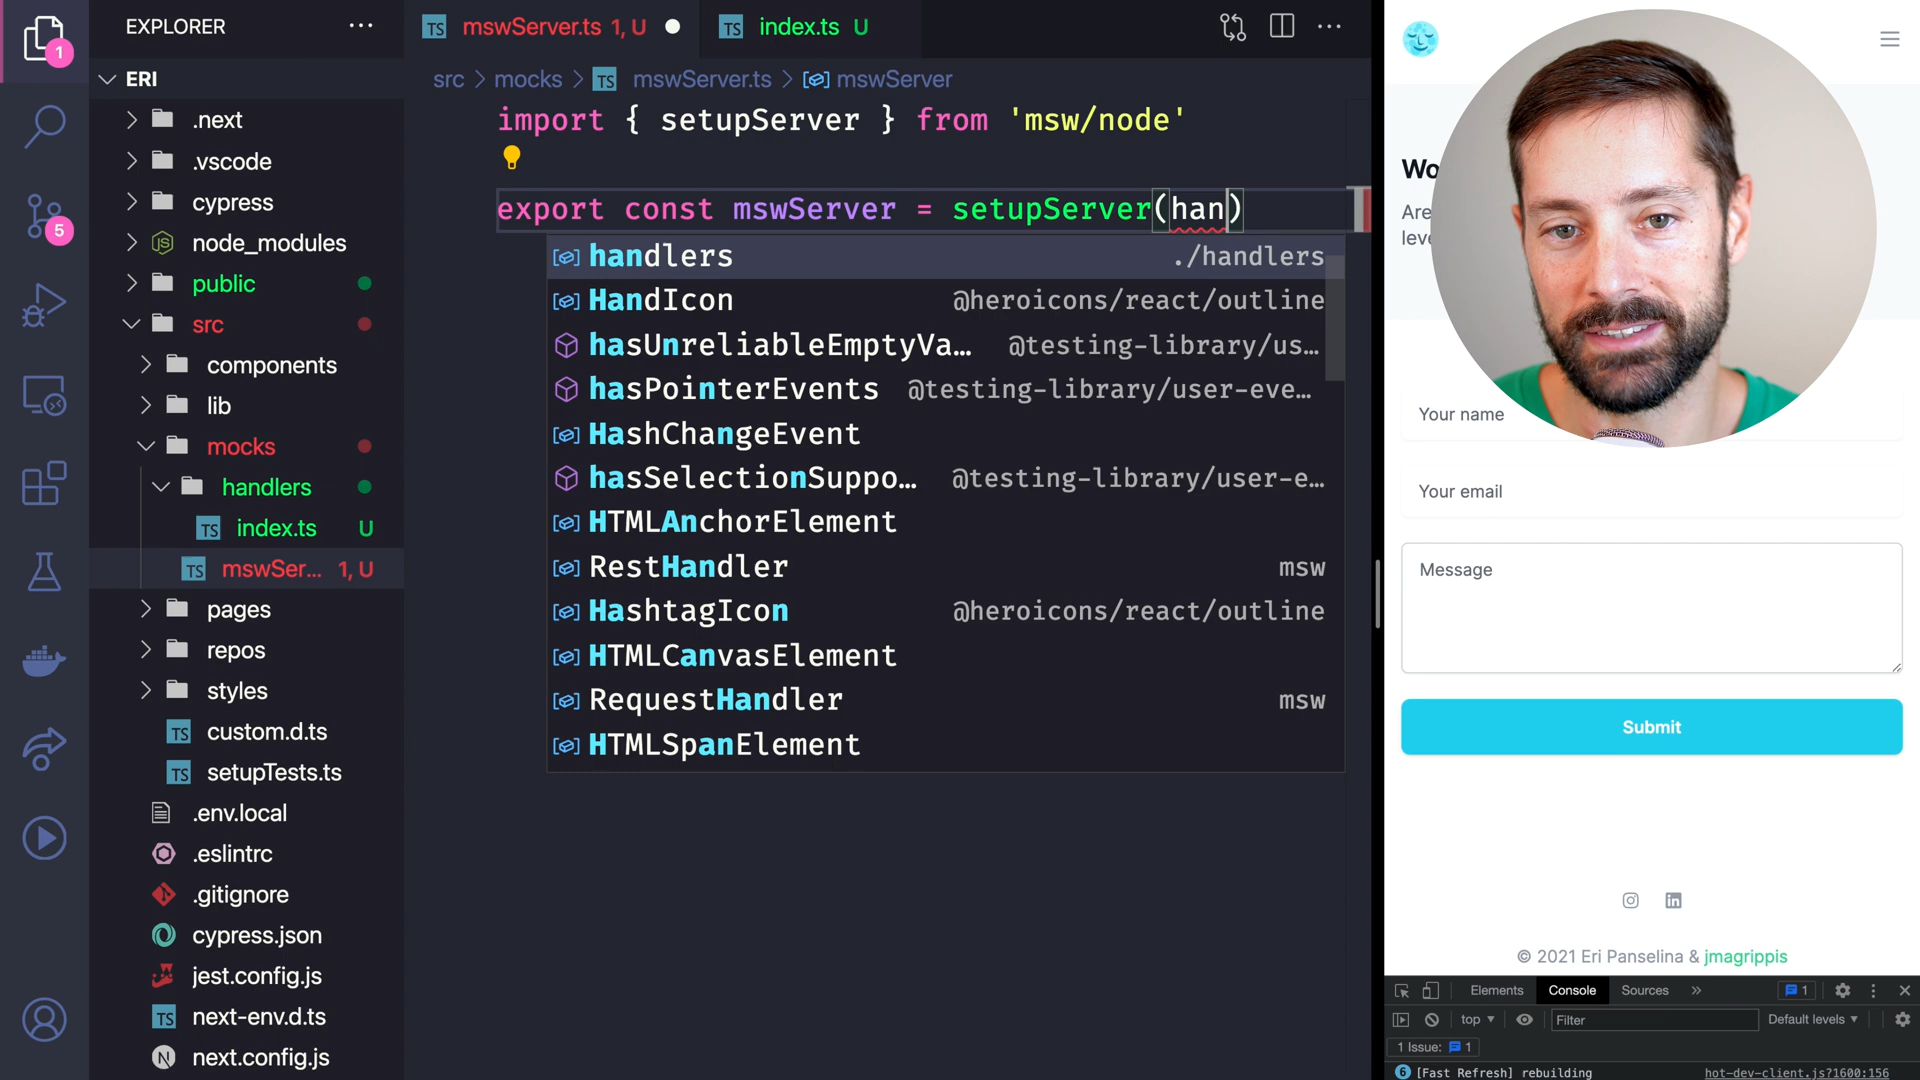 EXPLORER
ERI
.next
.vscode
cypress
node_modules
public
src
components
lib
mocks
handlers
index.ts U
mswSer... 1, U
pages
repos
styles
custom.d.ts
setupTests.ts
.env.local
.eslintrc
.gitignore
cypress.json
jest.config.js
next-env.d.ts
next.config.js
1
5
mswServer.ts 1, U
index.ts U
src > mocks > mswServer.ts > mswServer
import { setupServer } from 'msw/node'
export const mswServer = setupServer(han)
handlers ./handlers
HandIcon @heroicons/react/outline
hasUnreliableEmptyVa... @testing-library/us...
hasPointerEvents @testing-library/user-eve...
HashChangeEvent
hasSelectionSuppo... @testing-library/user-e...
HTMLAnchorElement
RestHandler msw
HashtagIcon @heroicons/react/outline
HTMLCanvasElement
RequestHandler msw
HTMLSpanElement
Are
Your name
Your email
Message
Submit
© 2021 Eri Panselina & jmagrippis
Elements Console Sources » 1
top Filter Default levels
1 Issue: 1
6 [Fast Refresh] rebuilding hot-dev-client.js?1600:156